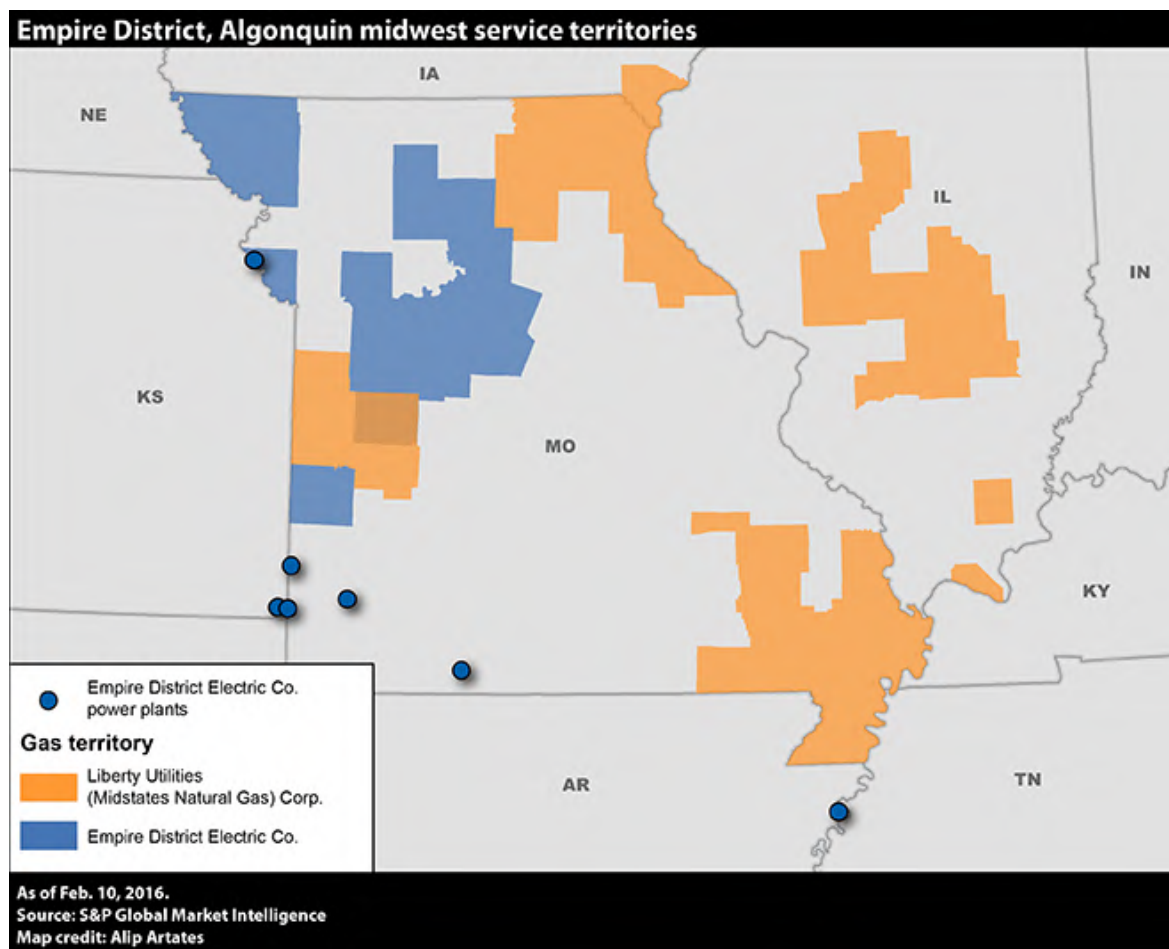 Empire District, Algonquin midwest service territories
IA
NE
IL
IN
KS
MO
KY
Empire District Electric Co.
power plants
Gas territory
Liberty Utilities
(Midstates Natural Gas) Corp.
Empire District Electric Co.
AR
TN
As of Feb. 10, 2016.
Source: S&P Global Market Intelligence
Map credit: Alip Artates